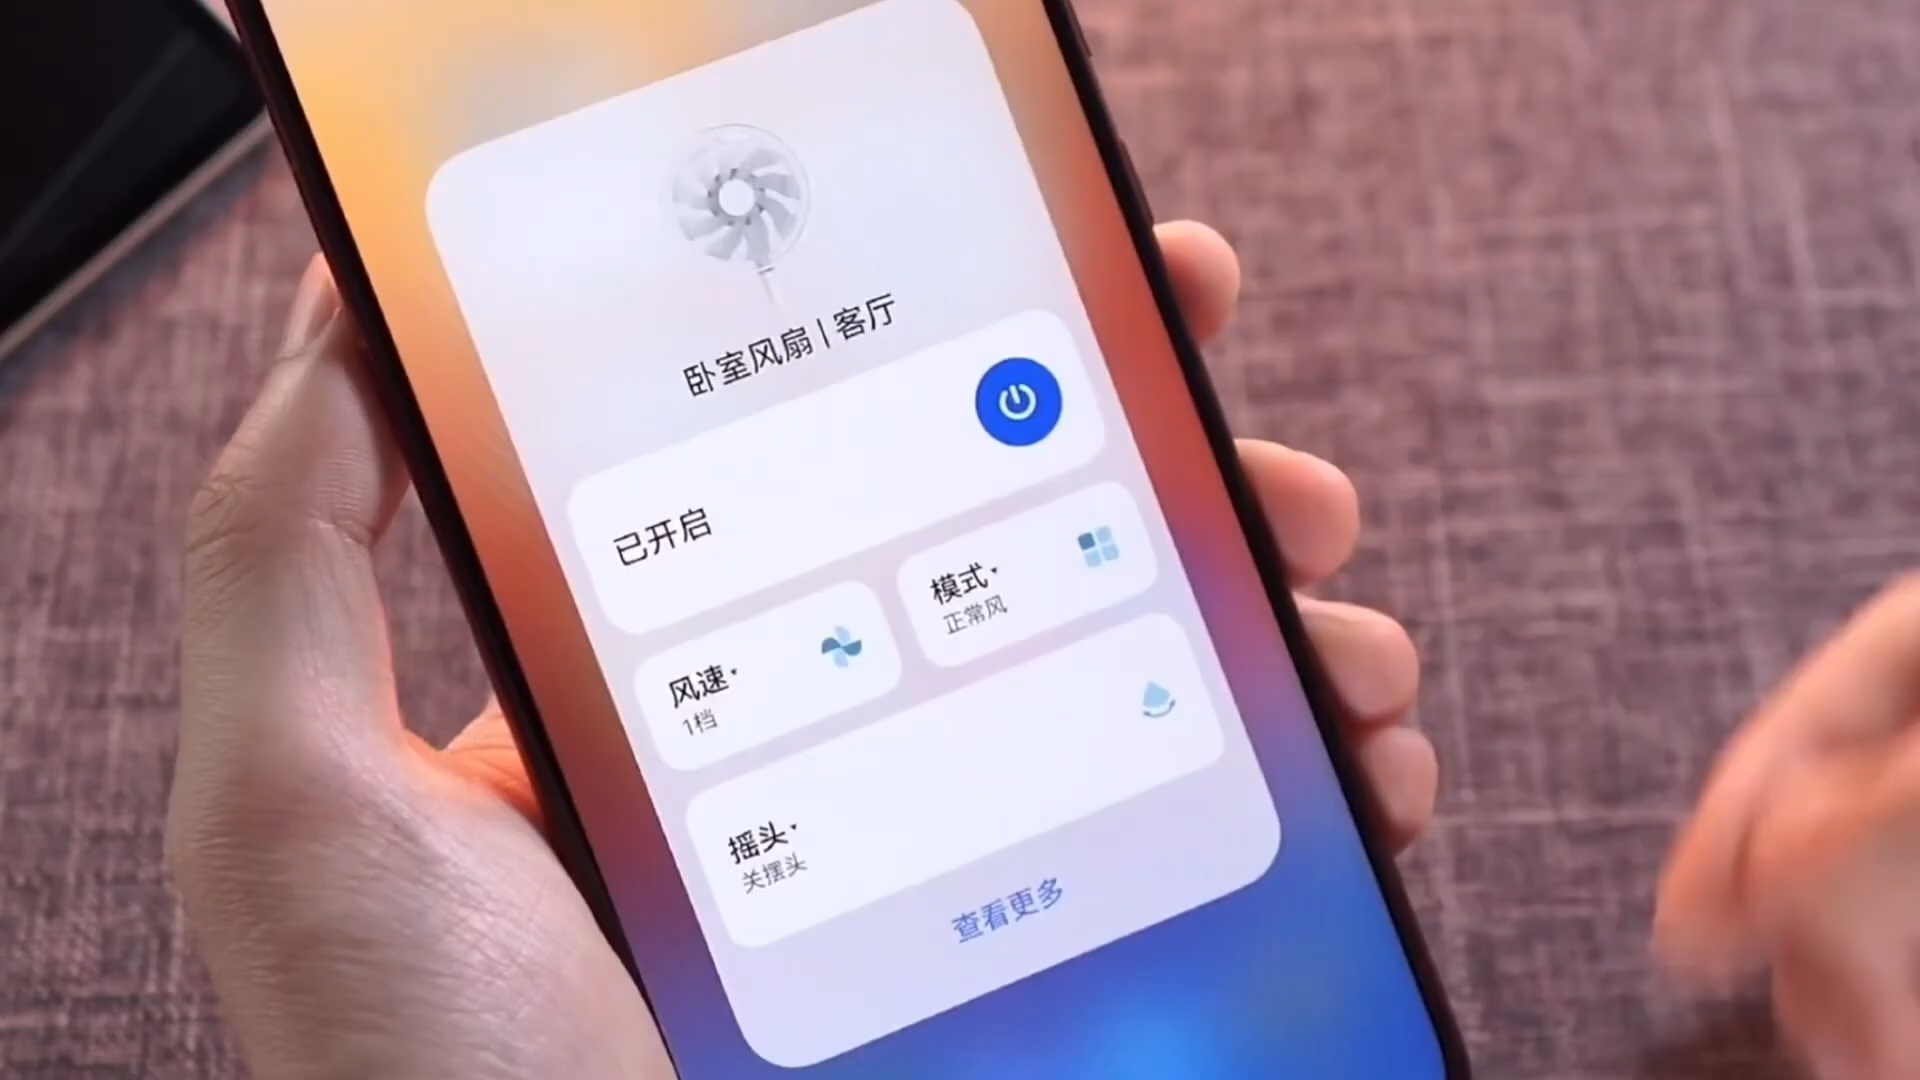 卧室风扇 | 客厅
已开启
风速
1档
模式
正常风
摇头
关摆头
查看更多